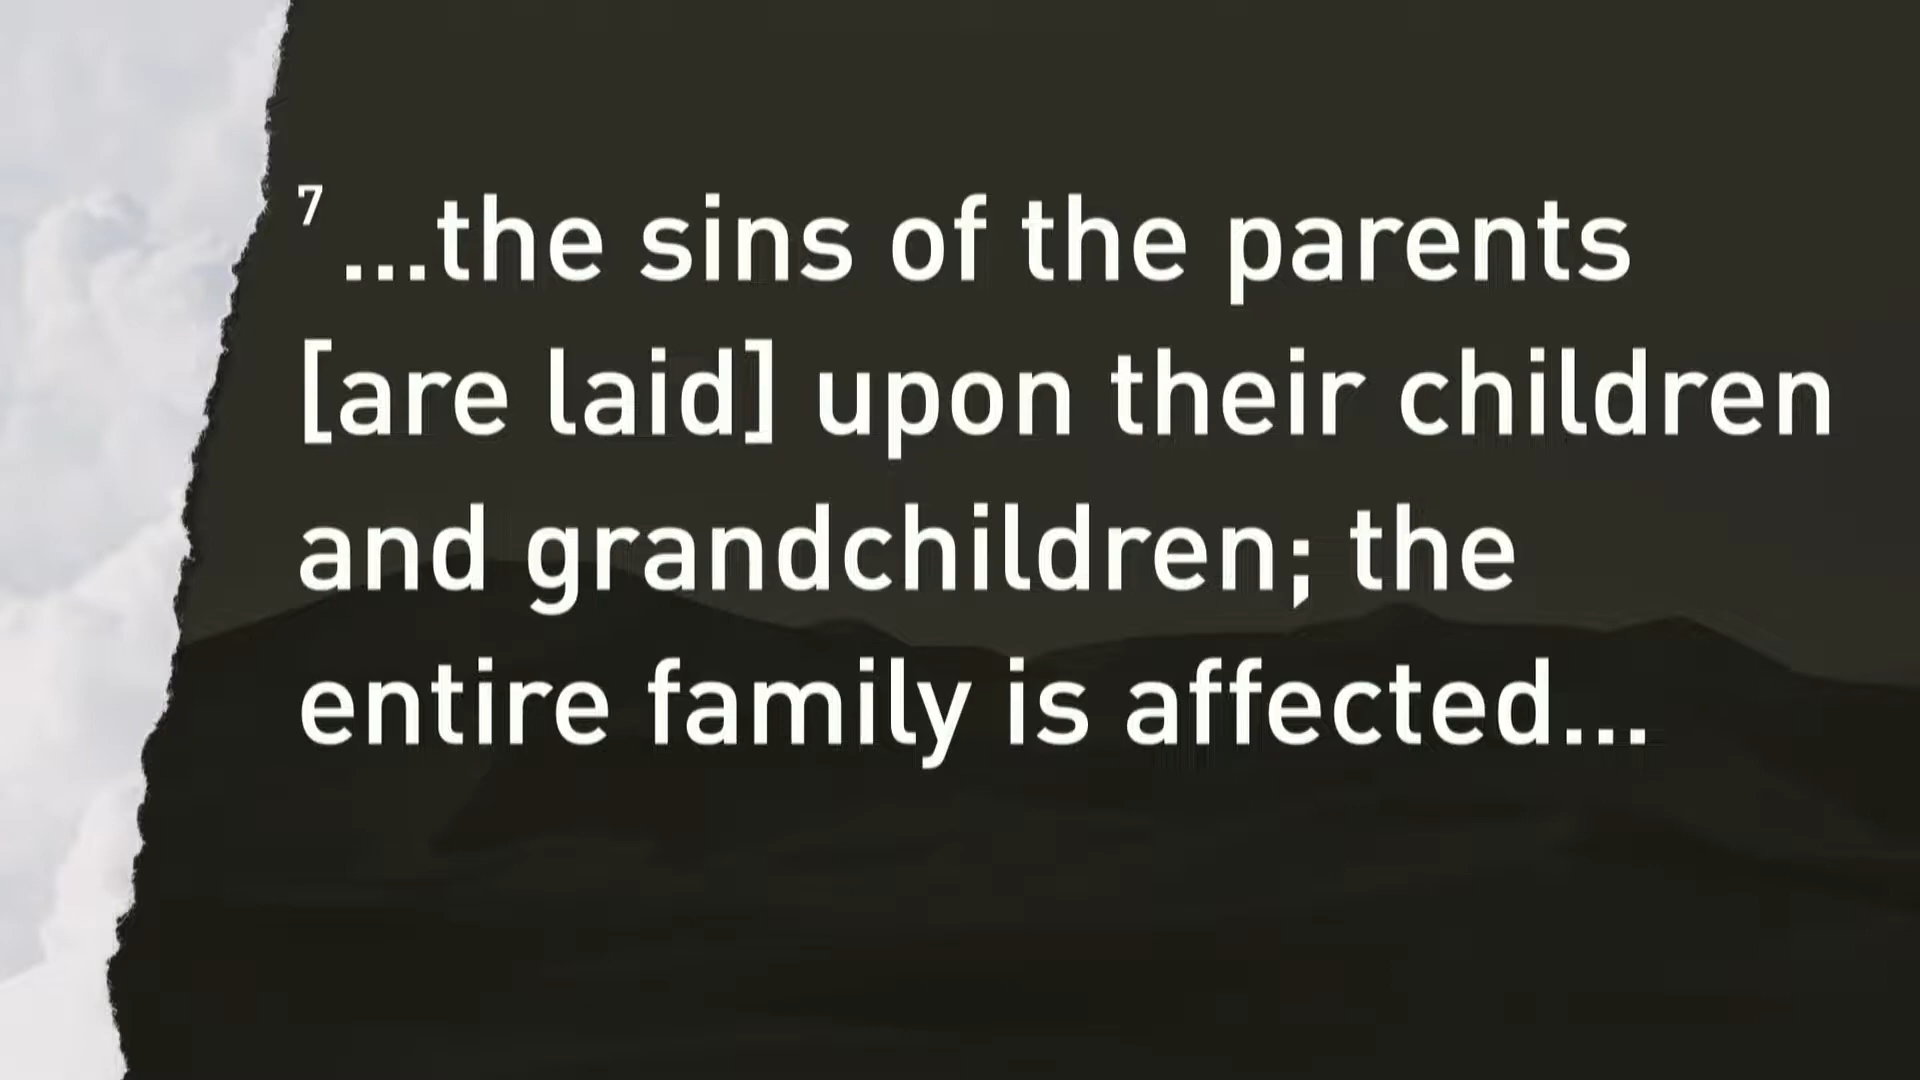 7 ...the sins of the parents
[are laid] upon their children
and grandchildren; the
entire family is affected...